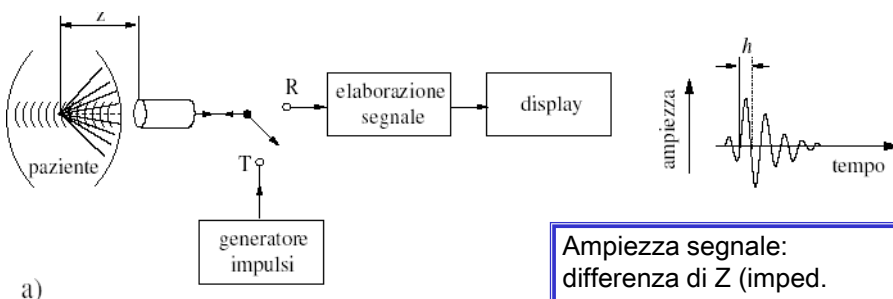 z
h
R
elaborazione
segnale
display
ampiezza
tempo
paziente
T
generatore
impulsi
Ampiezza segnale:
differenza di Z (imped.
a)